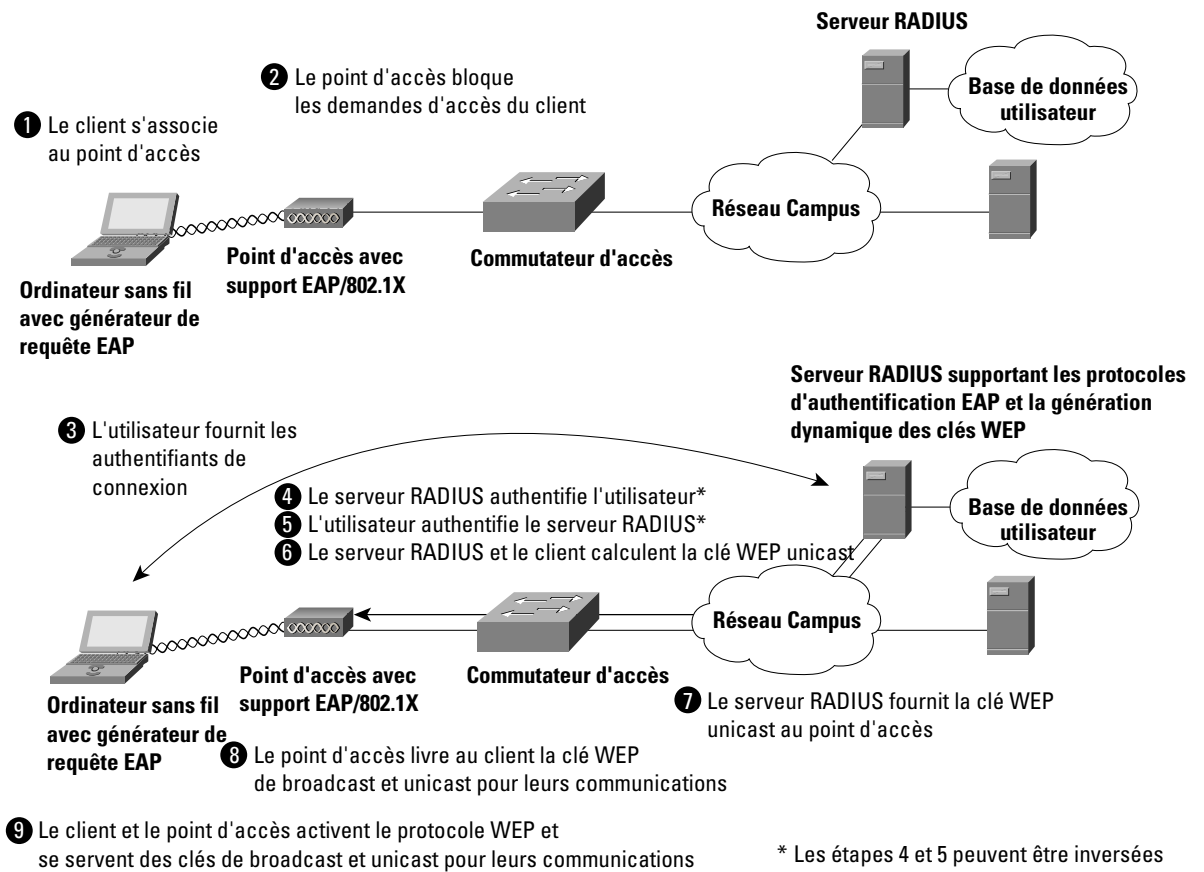 Serveur RADIUS
❷ Le point d'accès bloque
les demandes d'accès du client
Base de données
utilisateur
❶ Le client s'associe
au point d'accès
Réseau Campus
Point d'accès avec
support EAP/802.1X
Commutateur d'accès
Ordinateur sans fil
avec générateur de
requête EAP
Serveur RADIUS supportant les protocoles
d'authentification EAP et la génération
dynamique des clés WEP
❸ L'utilisateur fournit les
authentifiants de
connexion
❹ Le serveur RADIUS authentifie l'utilisateur*
❺ L'utilisateur authentifie le serveur RADIUS*
❻ Le serveur RADIUS et le client calculent la clé WEP unicast
Base de données
utilisateur
Réseau Campus
Point d'accès avec
support EAP/802.1X
Commutateur d'accès
Ordinateur sans fil
avec générateur de
requête EAP
❼ Le serveur RADIUS fournit la clé WEP
unicast au point d'accès
❽ Le point d'accès livre au client la clé WEP
de broadcast et unicast pour leurs communications
❾ Le client et le point d'accès activent le protocole WEP et
se servent des clés de broadcast et unicast pour leurs communications
* Les étapes 4 et 5 peuvent être inversées